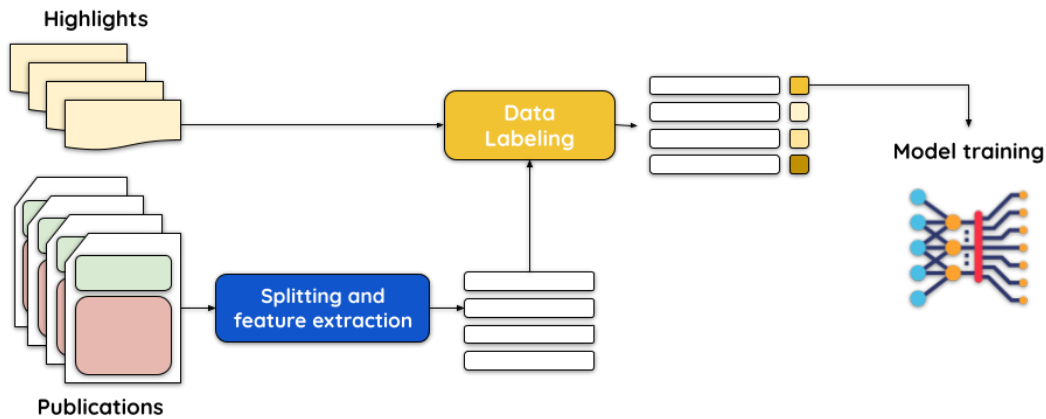 Highlights
Data
Labeling
Model training
Splitting and
feature extraction
Publications